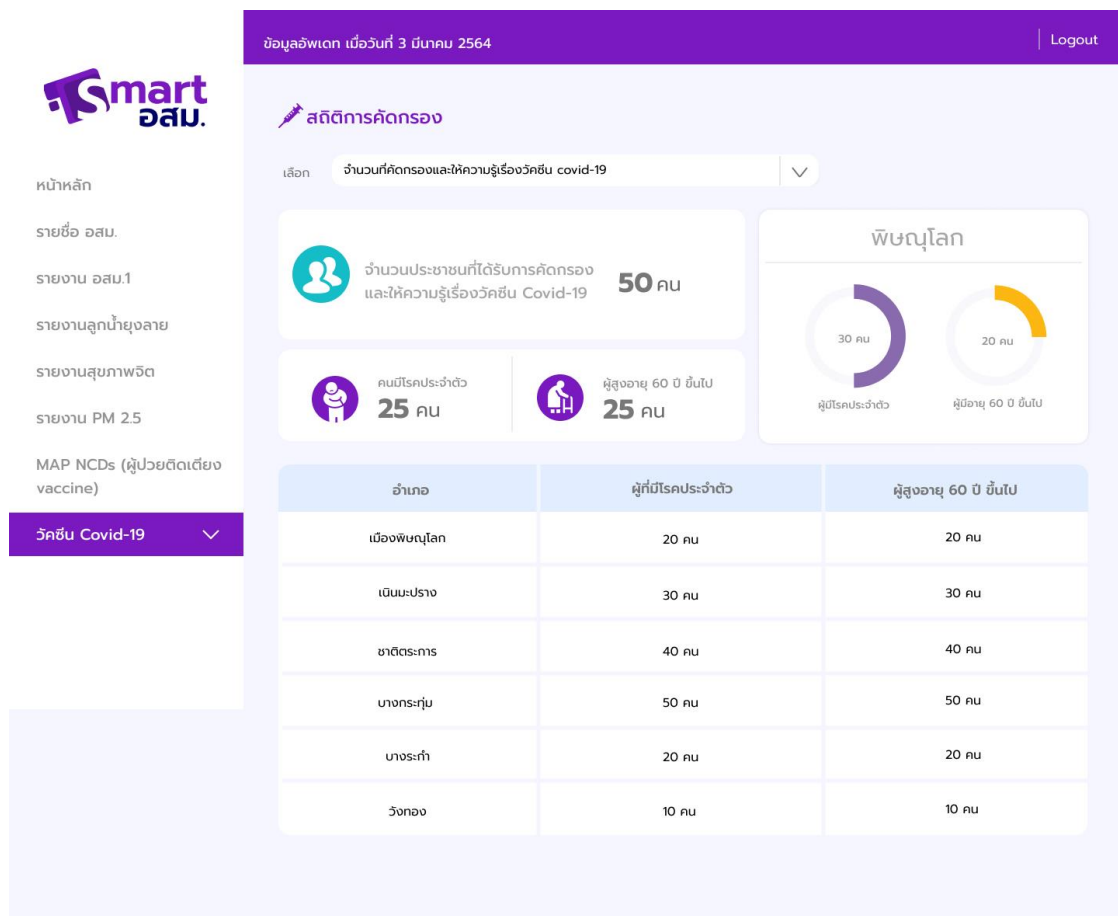 ข้อมูลอัพเดท เมื่อวันที่ 3 มีนาคม 2564
Logout
Smart
อสม.
หน้าหลัก
รายชื่อ อสม.
รายงาน อสม.1
รายงานลูกน้ำยุงลาย
รายงานสุขภาพจิต
รายงาน PM 2.5
MAP NCDs (ผู้ป่วยติดเตียง
vaccine)
วัคซีน Covid-19
สถิติการคัดกรอง
เลือก จำนวนที่คัดกรองและให้ความรู้เรื่องวัคซีน covid-19
จำนวนประชาชนที่ได้รับการคัดกรอง
และให้ความรู้เรื่องวัคซีน Covid-19
50 คน
คนมีโรคประจำตัว
25 คน
ผู้สูงอายุ 60 ปี ขึ้นไป
25 คน
พิษณุโลก
30 คน
20 คน
ผู้มีโรคประจำตัว
ผู้มีอายุ 60 ปี ขึ้นไป
อำเภอ ผู้ที่มีโรคประจำตัว ผู้สูงอายุ 60 ปี ขึ้นไป
เมืองพิษณุโลก 20 คน 20 คน
เนินมะปราง 30 คน 30 คน
ชาติตระการ 40 คน 40 คน
บางกระทุ่ม 50 คน 50 คน
บางระกำ 20 คน 20 คน
วังทอง 10 คน 10 คน